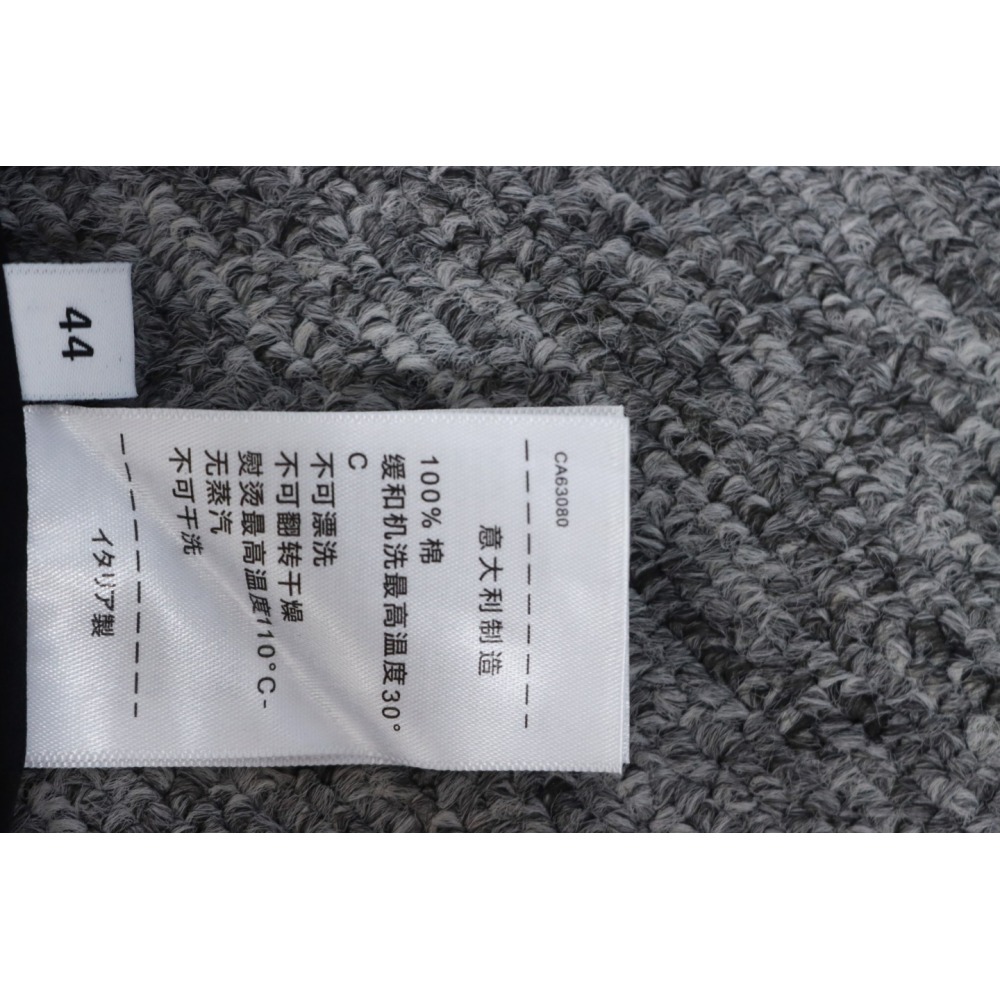 44
CA63080
意大利制造
100% 棉
缓和机洗最高温度30°
C
不可漂洗
不可翻转干燥
熨烫最高温度110°C-
无蒸汽
不可干洗
イタリア製